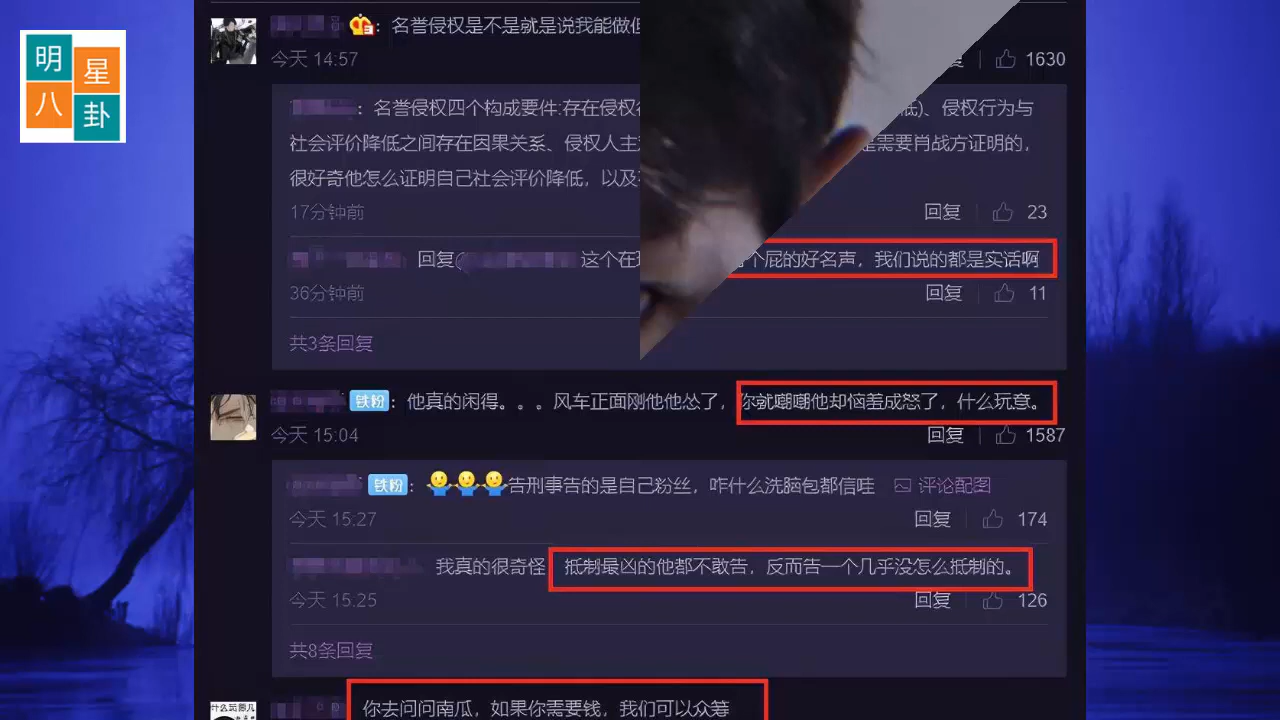 明星
八卦
: 名誉侵权是不是就是说我能做但
今天 14:57
1630
: 名誉侵权四个构成要件:存在侵权
低)、侵权行为与
社会评价降低之间存在因果关系、侵权人主
是需要肖战方证明的,
很好奇他怎么证明自己社会评价降低，以及
17分钟前
回复 23
回复@ 这个在
个屁的好名声，我们说的都是实话啊
36分钟前
回复 11
共3条回复
铁粉: 他真的闲得。。。风车正面刚他他怂了，你就嘲嘲他却恼羞成怒了，什么玩意。
今天 15:04
回复 1587
铁粉: 告刑事告的是自己粉丝，咋什么洗脑包都信哇 评论配图
今天 15:27
回复 174
我真的很奇怪 抵制最凶的他都不敢告，反而告一个几乎没怎么抵制的。
今天 15:25
回复 126
共8条回复
你去问问南瓜，如果你需要钱，我们可以众筹